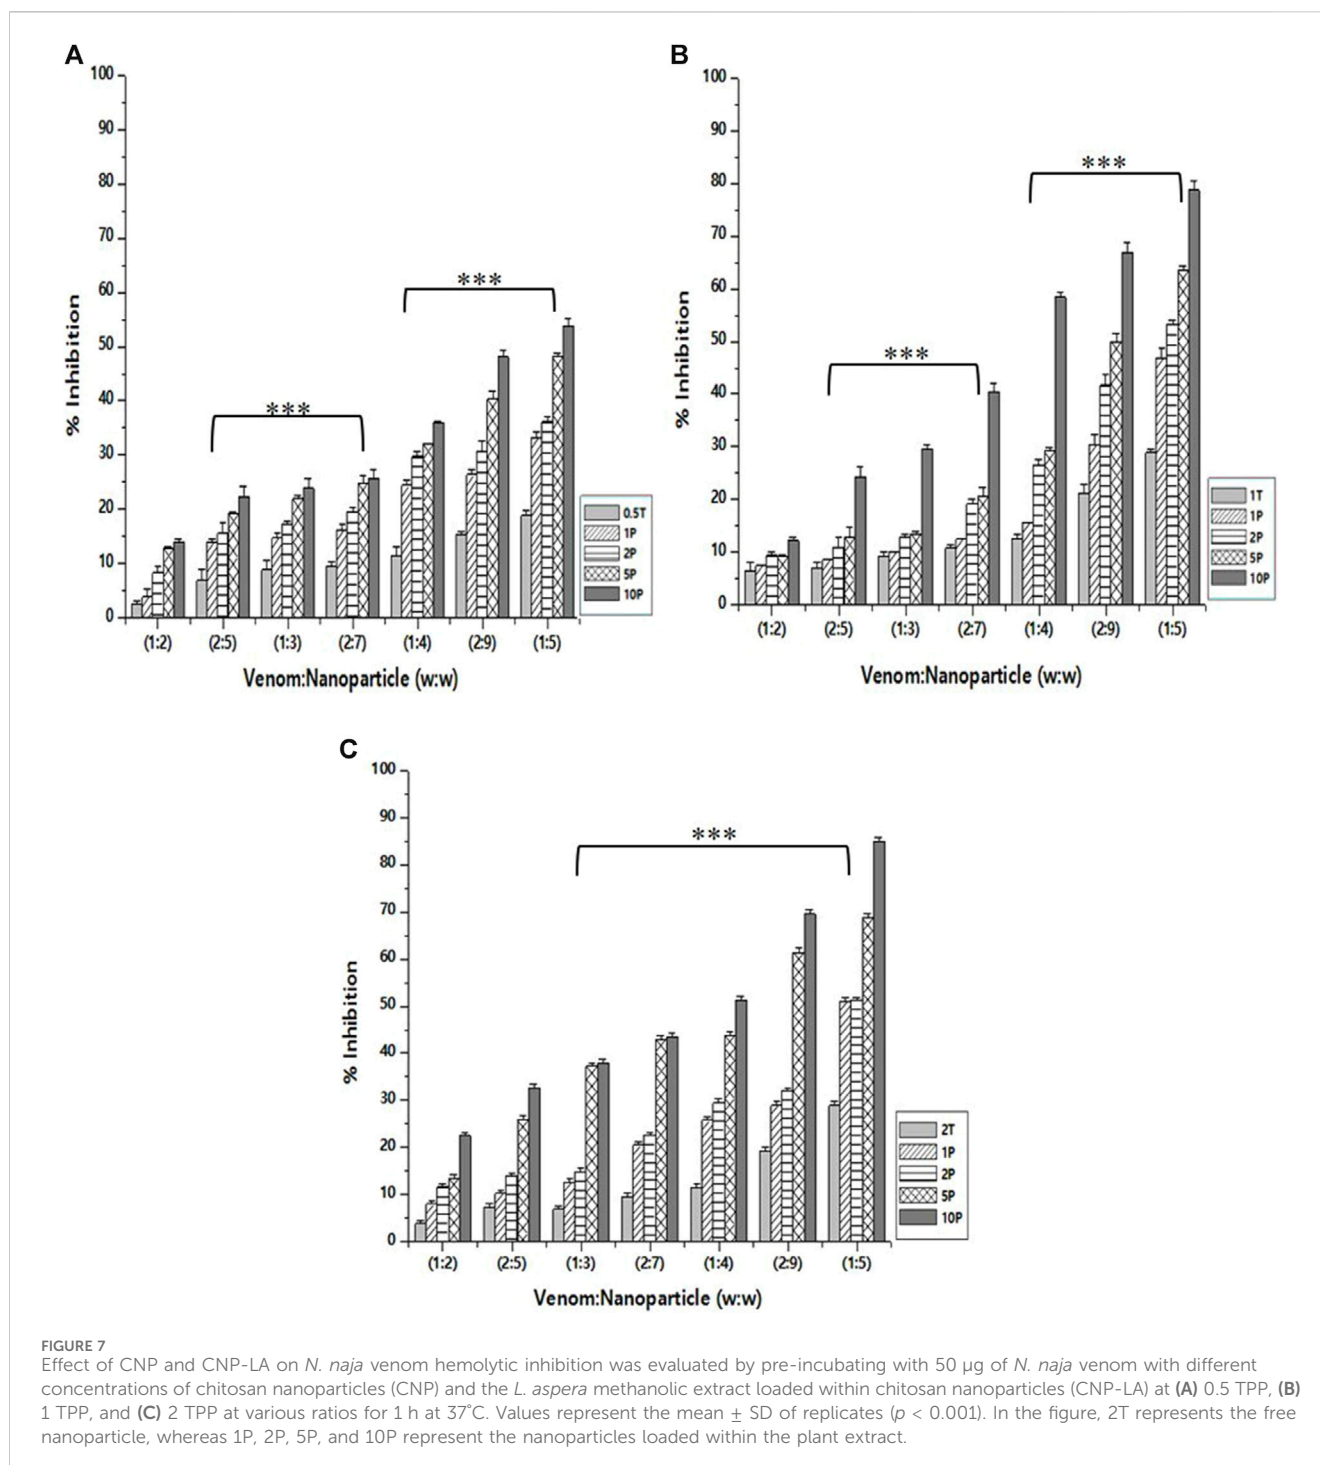 A
100
90
80
70
60
50
40
30
20
10
0
% Inhibition
***
***
(1:2) (2:5) (1:3) (2:7) (1:4) (2:9) (1:5)
Venom:Nanoparticle (w:w)
0.5T
1P
2P
5P
10P
B
100
90
80
70
60
50
40
30
20
10
0
% Inhibition
***
***
(1:2) (2:5) (1:3) (2:7) (1:4) (2:9) (1:5)
Venom:Nanoparticle (w:w)
1T
1P
2P
5P
10P
C
100
90
80
70
60
50
40
30
20
10
0
% Inhibition
***
(1:2) (2:5) (1:3) (2:7) (1:4) (2:9) (1:5)
Venom:Nanoparticle (w:w)
2T
1P
2P
5P
10P
FIGURE 7
Effect of CNP and CNP-LA on N. naja venom hemolytic inhibition was evaluated by pre-incubating with 50 µg of N. naja venom with different
concentrations of chitosan nanoparticles (CNP) and the L. aspera methanolic extract loaded within chitosan nanoparticles (CNP-LA) at (A) 0.5 TPP, (B)
1 TPP, and (C) 2 TPP at various ratios for 1 h at 37°C. Values represent the mean ± SD of replicates (p < 0.001). In the figure, 2T represents the free
nanoparticle, whereas 1P, 2P, 5P, and 10P represent the nanoparticles loaded within the plant extract.